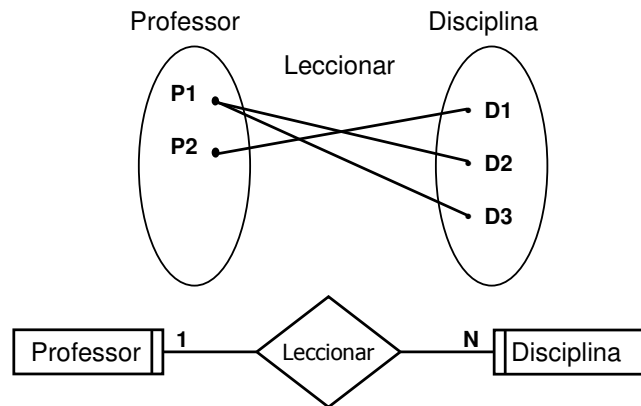 Professor Disciplina
Leccionar
P1
D1
P2
D2
D3
1 N
Professor Leccionar Disciplina